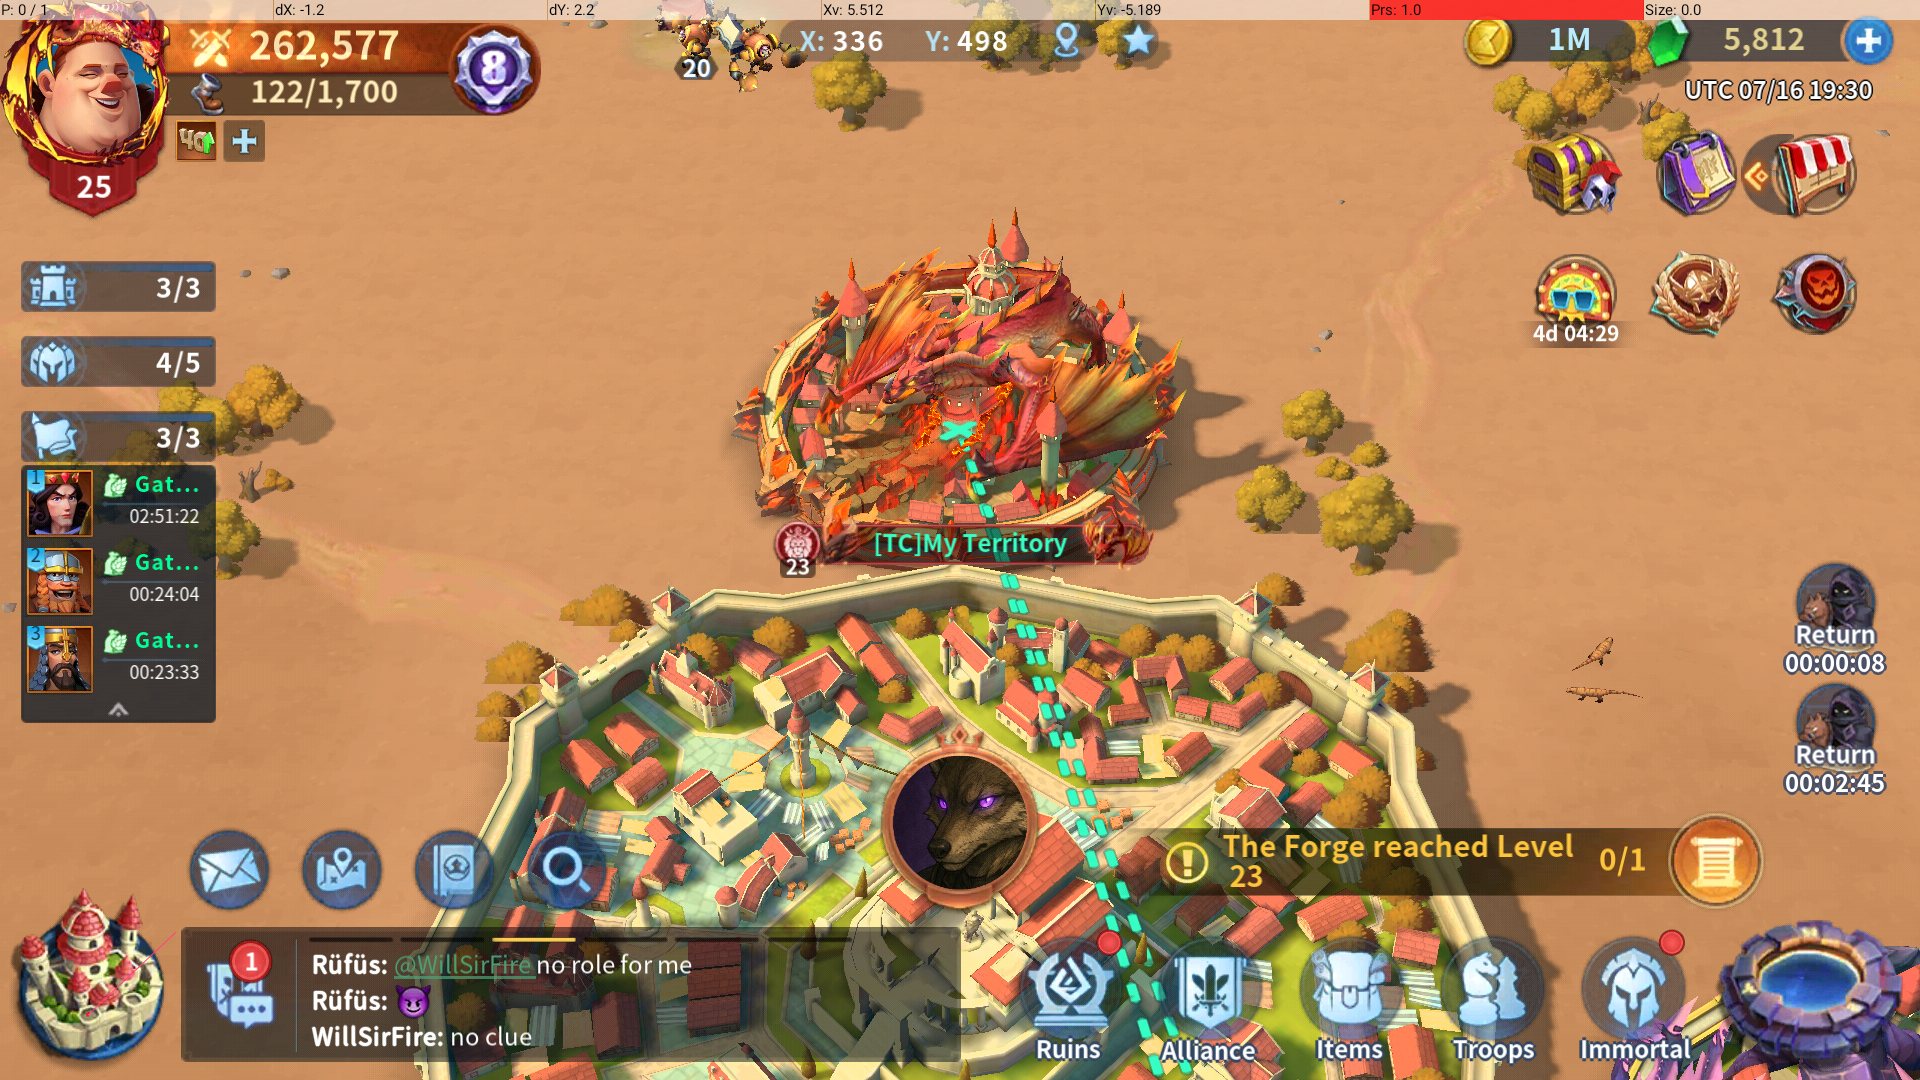 P: 0 / 1
dX: -1.2
dY: 2.2
Xv: 5.512
Yv: -5.189
Prs: 1.0
Size: 0.0
262,577
122/1,700
8
25
20
X: 336
Y: 498
1M
5,812
UTC 07/16 19:30
4d 04:29
3/3
4/5
3/3
1
Gat...
02:51:22
2
Gat...
00:24:04
3
Gat...
00:23:33
[TC]My Territory
23
Return
00:00:08
Return
00:02:45
The Forge reached Level
23
0/1
1
Rüfüs: @WillSirFire no role for me
Rüfüs:
WillSirFire: no clue
Ruins
Alliance
Items
Troops
Immortal